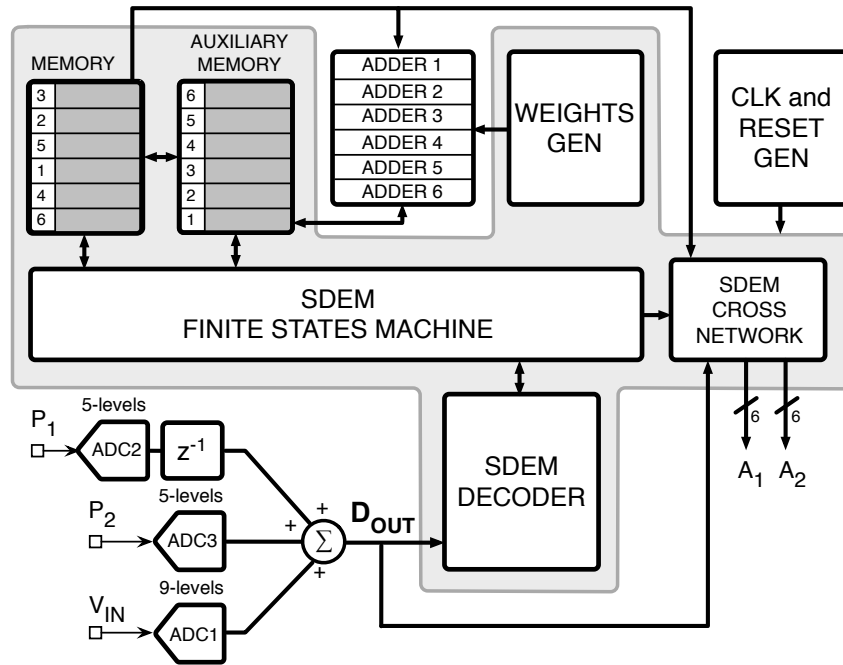 MEMORY
3
2
5
1
4
6
AUXILIARY
MEMORY
6
5
4
3
2
1
ADDER 1
ADDER 2
ADDER 3
ADDER 4
ADDER 5
ADDER 6
WEIGHTS
GEN
CLK and
RESET
GEN
SDEM
FINITE STATES MACHINE
SDEM
CROSS
NETWORK
6
6
A1
A2
SDEM
DECODER
5-levels
P1
ADC2
z-1
5-levels
P2
ADC3
9-levels
VIN
ADC1
+
+
+
Σ
DOUT